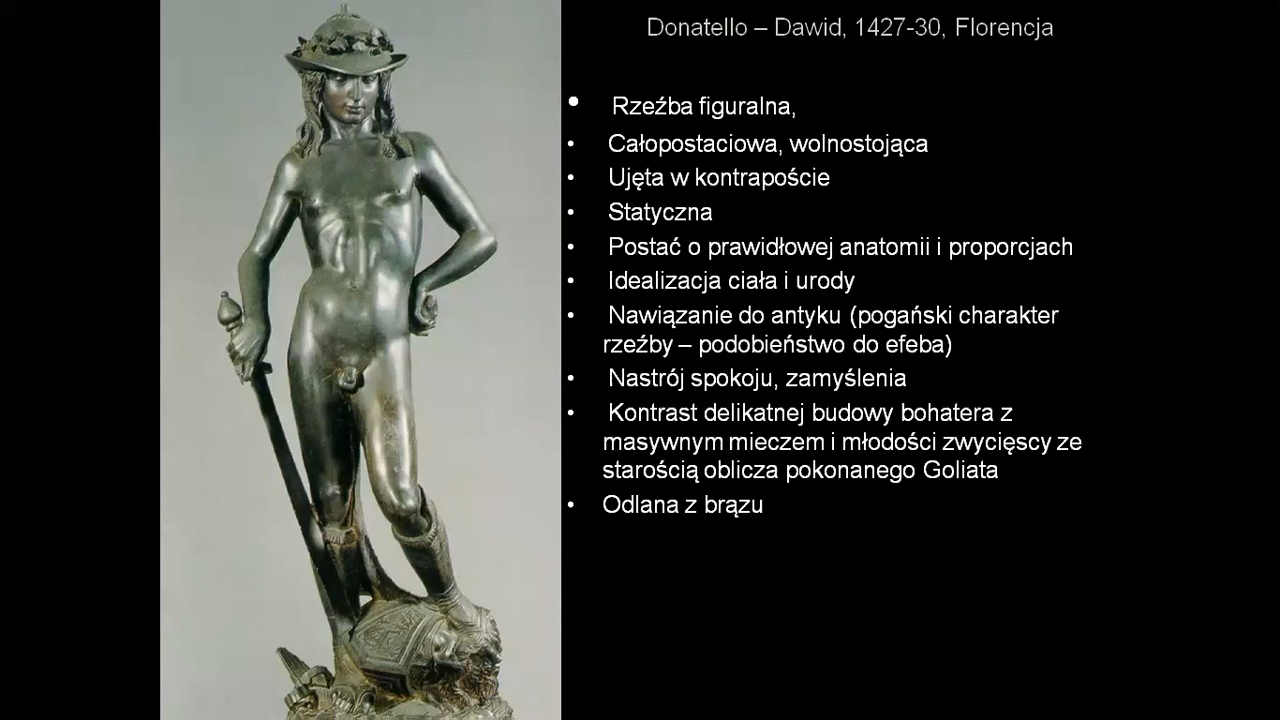 Donatello – Dawid, 1427-30, Florencja
• Rzeźba figuralna,
• Całopostaciowa, wolnostojąca
• Ujęta w kontrapoście
• Statyczna
• Postać o prawidłowej anatomii i proporcjach
• Idealizacja ciała i urody
• Nawiązanie do antyku (pogański charakter
rzeźby – podobieństwo do efeba)
• Nastrój spokoju, zamyślenia
• Kontrast delikatnej budowy bohatera z
masywnym mieczem i młodości zwycięscy ze
starością oblicza pokonanego Goliata
• Odlana z brązu